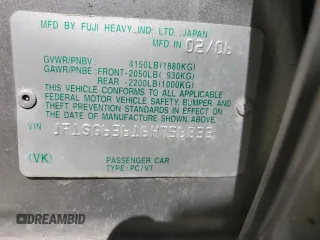 MFD BY FUJI HEAVY IND. LTD., JAPAN
MFD IN 02/06
GVWR/PNBV: 4150LB(1880KG)
GAWR/PNBE: FRONT-2050LB( 930KG)
REAR -2200LB(1000KG)
THIS VEHICLE CONFORMS TO ALL APPLICABLE
FEDERAL MOTOR VEHICLE SAFETY, BUMPER, AND
THEFT PREVENTION STANDARDS IN EFFECT ON
THE DATE OF MANUFACTURE SHOWN ABOVE.
VIN
(VK)
PASSENGER CAR
TYPE:PC/VT
DREAMBID